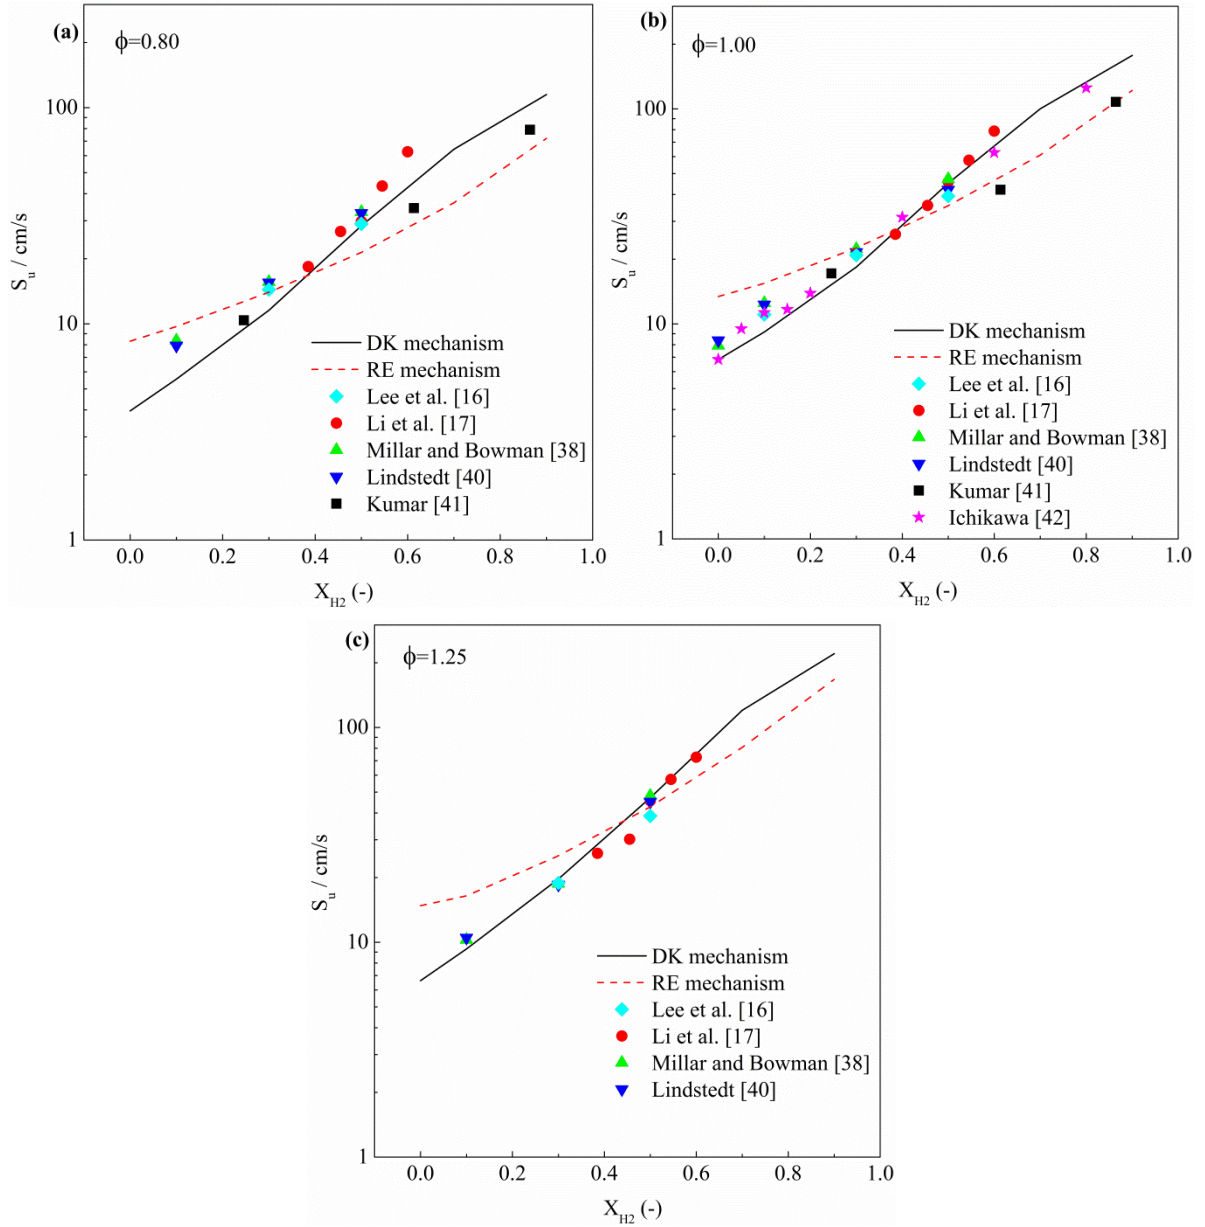 (a)
ϕ=0.80
100
10
1
S_u / cm/s
DK mechanism
RE mechanism
Lee et al. [16]
Li et al. [17]
Millar and Bowman [38]
Lindstedt [40]
Kumar [41]
0.0 0.2 0.4 0.6 0.8 1.0
X_H2 (-)
(b)
ϕ=1.00
100
10
1
S_u / cm/s
DK mechanism
RE mechanism
Lee et al. [16]
Li et al. [17]
Millar and Bowman [38]
Lindstedt [40]
Kumar [41]
Ichikawa [42]
0.0 0.2 0.4 0.6 0.8 1.0
X_H2 (-)
(c)
ϕ=1.25
100
10
1
S_u / cm/s
DK mechanism
RE mechanism
Lee et al. [16]
Li et al. [17]
Millar and Bowman [38]
Lindstedt [40]
0.0 0.2 0.4 0.6 0.8 1.0
X_H2 (-)